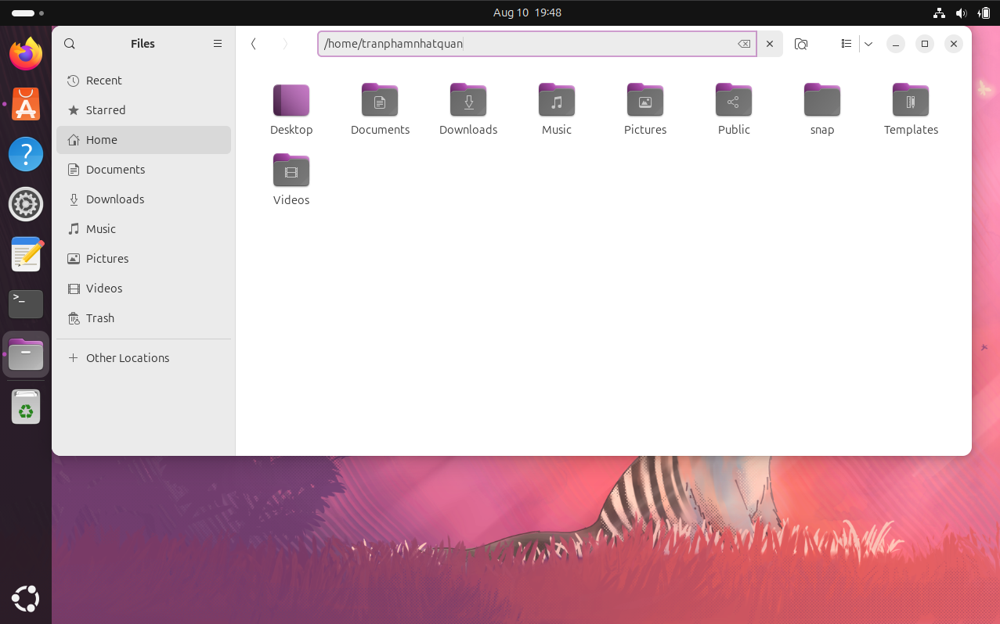 Aug 10 19:48
Files
/home/tranphamnhatquan
Recent
Starred
Home
Documents
Downloads
Music
Pictures
Videos
Trash
Other Locations
Desktop
Documents
Downloads
Music
Pictures
Public
snap
Templates
Videos